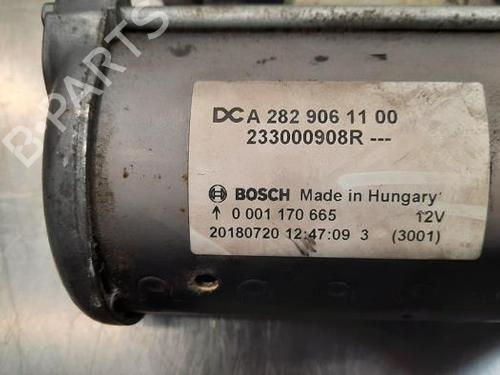 DC A 282 906 11 00
233000908R ---
BOSCH Made in Hungary
↑ 0 001 170 665 12V
20180720 12:47:09 3 (3001)
B-PARTS